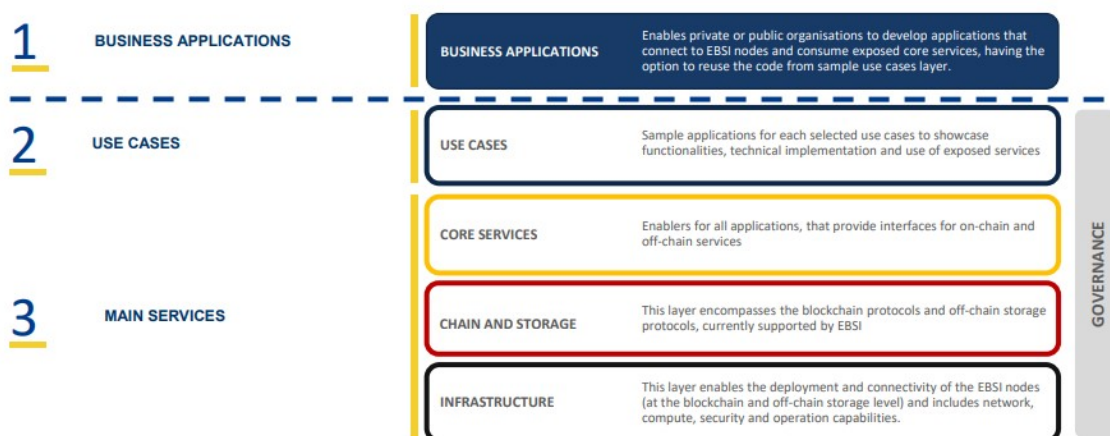 1
BUSINESS APPLICATIONS
BUSINESS APPLICATIONS
Enables private or public organisations to develop applications that
connect to EBSI nodes and consume exposed core services, having the
option to reuse the code from sample use cases layer.
2
USE CASES
USE CASES
Sample applications for each selected use cases to showcase
functionalities, technical implementation and use of exposed services
3
MAIN SERVICES
CORE SERVICES
Enablers for all applications, that provide interfaces for on-chain and
off-chain services
CHAIN AND STORAGE
This layer encompasses the blockchain protocols and off-chain storage
protocols, currently supported by EBSI
INFRASTRUCTURE
This layer enables the deployment and connectivity of the EBSI nodes
(at the blockchain and off-chain storage level) and includes network,
compute, security and operation capabilities.
GOVERNANCE